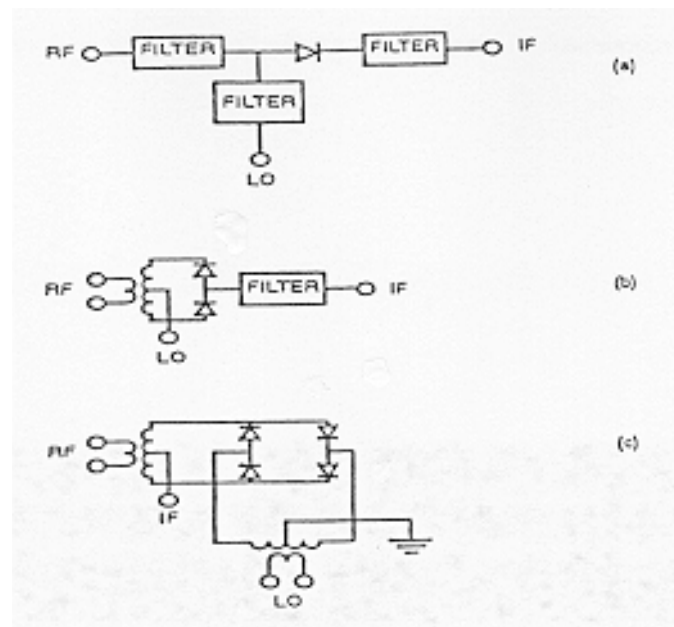 RF FILTER FILTER IF
(a)
FILTER
LO
RF FILTER IF
(b)
LO
RF
(c)
IF
LO